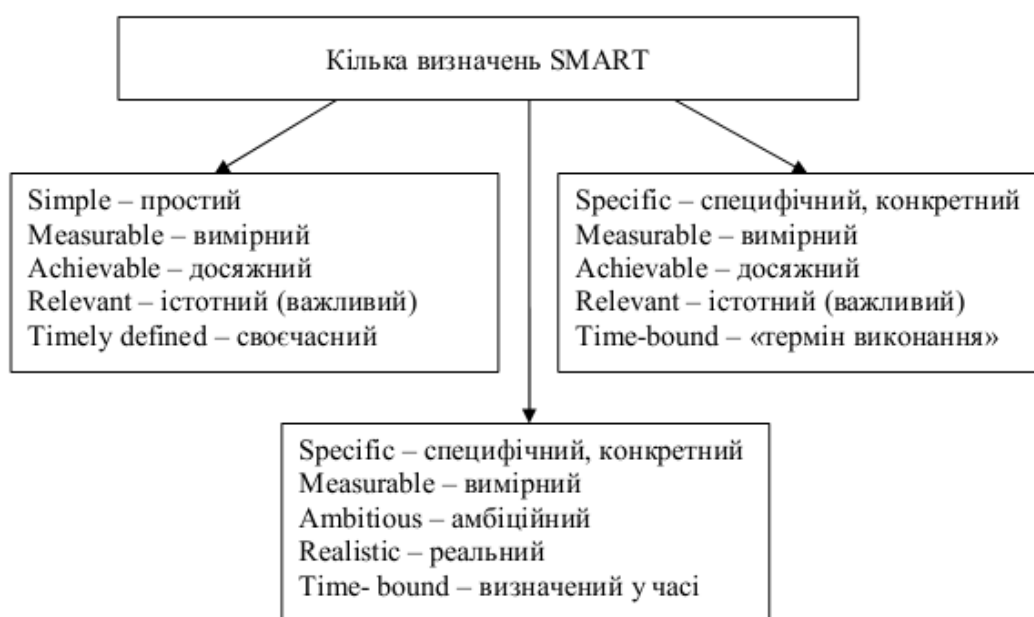 Кілька визначень SMART
Simple – простий
Measurable – вимірний
Achievable – досяжний
Relevant – істотний (важливий)
Timely defined – своєчасний
Specific – специфічний, конкретний
Measurable – вимірний
Achievable – досяжний
Relevant – істотний (важливий)
Time-bound – «термін виконання»
Specific – специфічний, конкретний
Measurable – вимірний
Ambitious – амбіційний
Realistic – реальний
Time- bound – визначений у часі